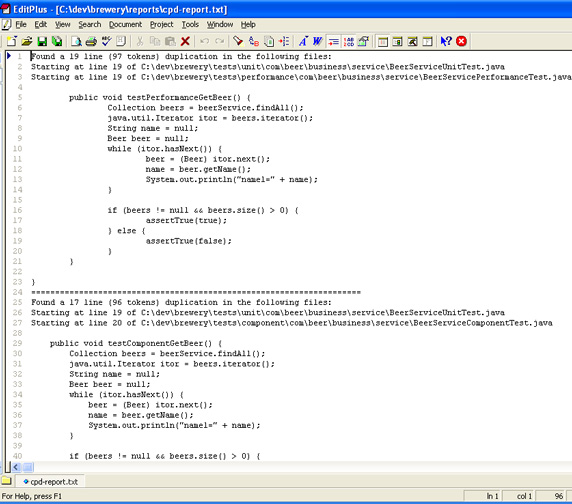 EditPlus - [C:\dev\brewery\reports\cpd-report.txt]
File Edit View Search Document Project Tools Window Help
1 Found a 19 line (97 tokens) duplication in the following files:
2 Starting at line 19 of C:\dev\brewery\tests\unit\com\beer\business\service\BeerServiceUnitTest.java
3 Starting at line 19 of C:\dev\brewery\tests\performance\com\beer\business\service\BeerServicePerformanceTest.java
4
5 public void testPerformanceGetBeer() {
6 Collection beers = beerService.findAll();
7 java.util.Iterator itor = beers.iterator();
8 String name = null;
9 Beer beer = null;
10 while (itor.hasNext()) {
11 beer = (Beer) itor.next();
12 name = beer.getName();
13 System.out.println("name1=" + name);
14 }
15
16 if (beers != null && beers.size() > 0) {
17 assertTrue(true);
18 } else {
19 assertTrue(false);
20 }
21 }
22
23 }
24 =====================================================================
25 Found a 17 line (96 tokens) duplication in the following files:
26 Starting at line 19 of C:\dev\brewery\tests\unit\com\beer\business\service\BeerServiceUnitTest.java
27 Starting at line 20 of C:\dev\brewery\tests\component\com\beer\business\service\BeerServiceComponentTest.java
28
29 public void testComponentGetBeer() {
30 Collection beers = beerService.findAll();
31 java.util.Iterator itor = beers.iterator();
32 String name = null;
33 Beer beer = null;
34 while (itor.hasNext()) {
35 beer = (Beer) itor.next();
36 name = beer.getName();
37 System.out.println("name1=" + name);
38 }
39
40 if (beers != null && beers.size() > 0) {
cpd-report.txt
For Help, press F1 ln 1 col 1 96